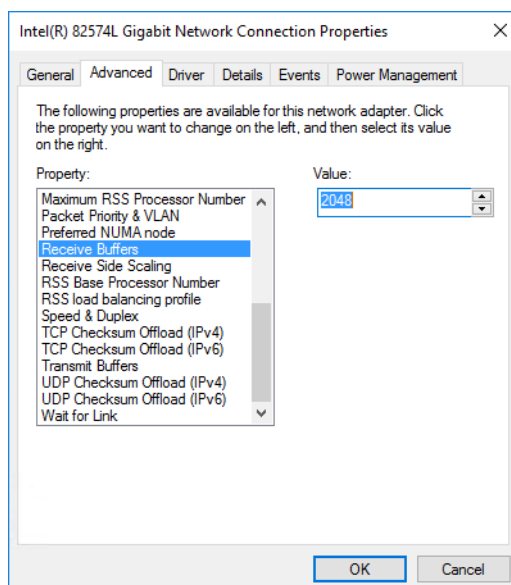 Intel(R) 82574L Gigabit Network Connection Properties
General Advanced Driver Details Events Power Management
The following properties are available for this network adapter. Click
the property you want to change on the left, and then select its value
on the right.
Property:
Value:
Maximum RSS Processor Number
Packet Priority & VLAN
Preferred NUMA node
Receive Buffers
Receive Side Scaling
RSS Base Processor Number
RSS load balancing profile
Speed & Duplex
TCP Checksum Offload (IPv4)
TCP Checksum Offload (IPv6)
Transmit Buffers
UDP Checksum Offload (IPv4)
UDP Checksum Offload (IPv6)
Wait for Link
2048
OK Cancel